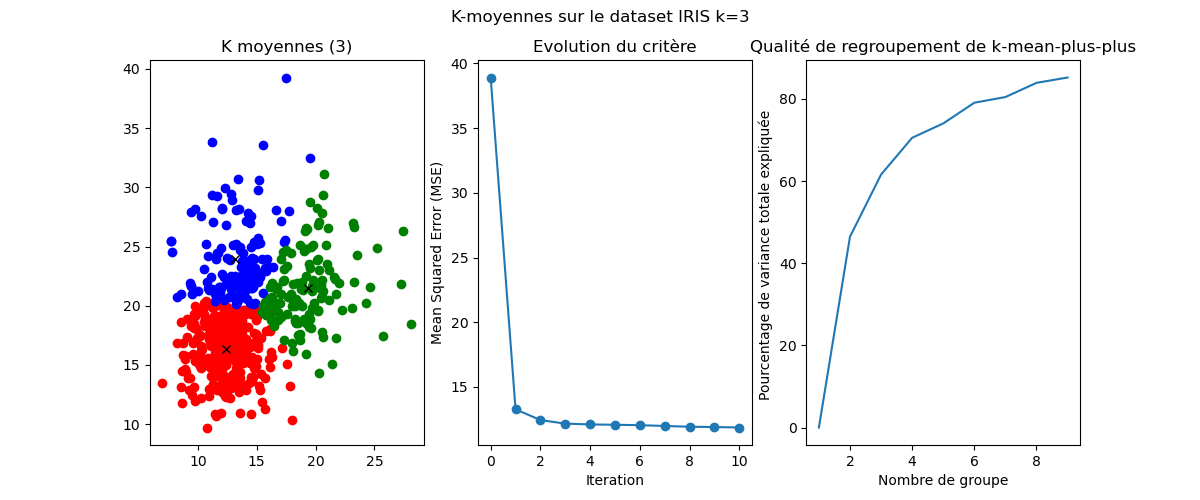 K-moyennes sur le dataset IRIS k=3
K moyennes (3)
40
35
30
25
20
15
10
10 15 20 25
Evolution du critère
Mean Squared Error (MSE)
40
35
30
25
20
15
0 2 4 6 8 10
Iteration
Qualité de regroupement de k-mean-plus-plus
Pourcentage de variance totale expliquée
80
60
40
20
0
2 4 6 8
Nombre de groupe